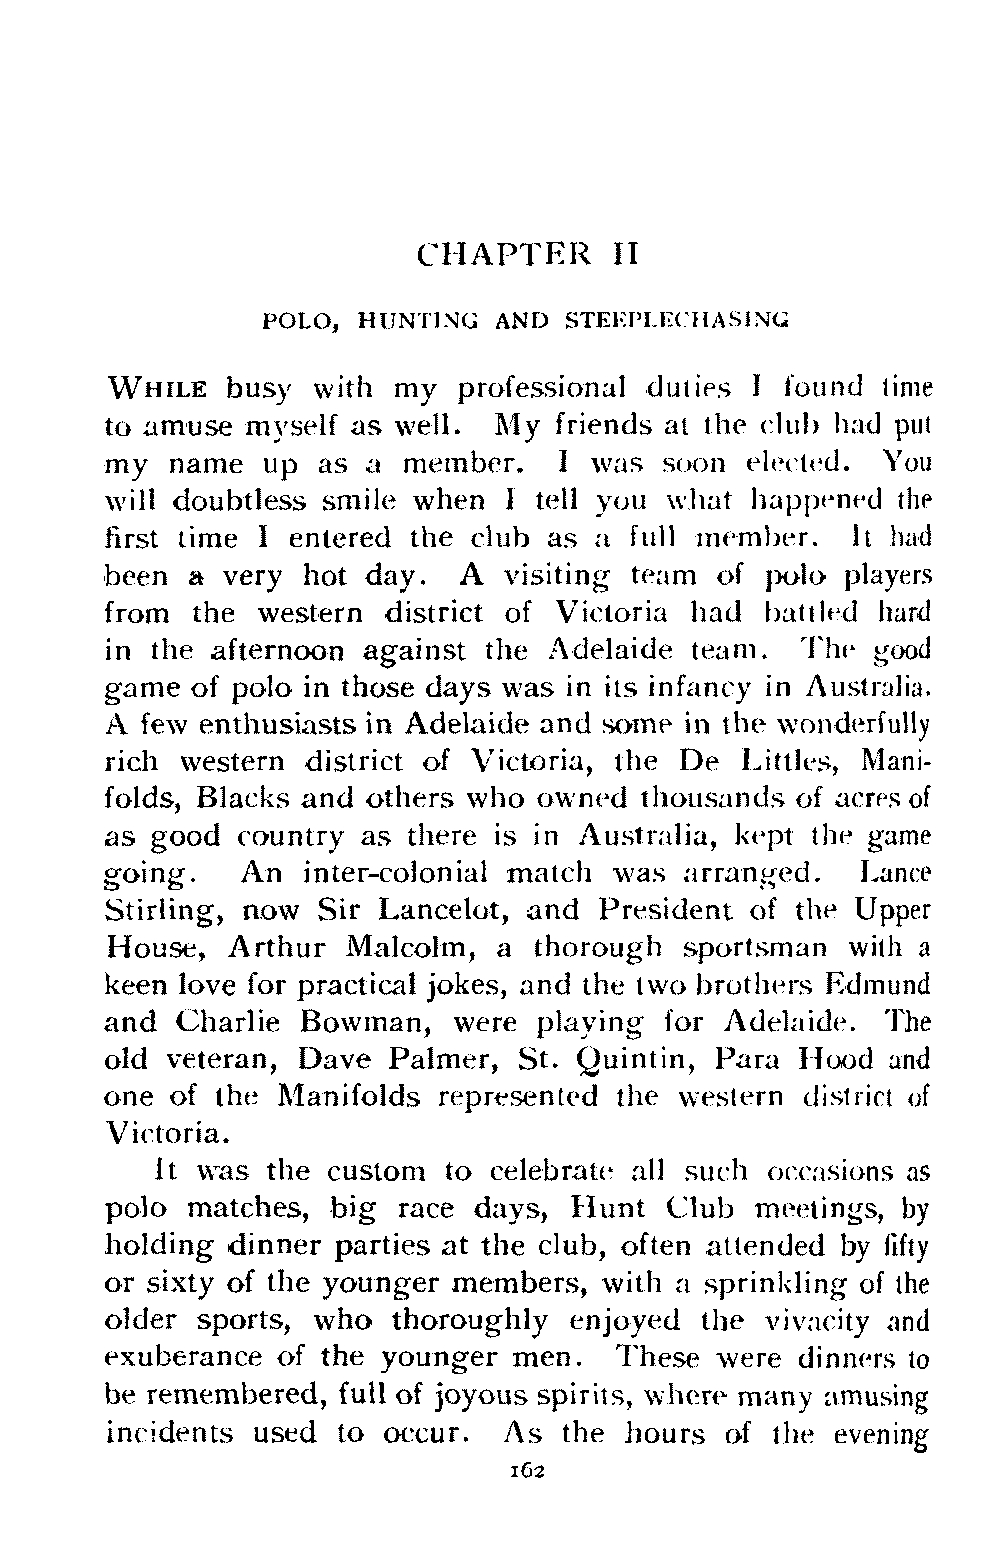 CHAPTER II
POLO, HUNTING AND STEEPLECHASING
WHILE busy with my professional duties I found time
to amuse myself as well. My friends at the club had put
my name up as a member. I was soon elected. You
will doubtless smile when I tell you what happened the
first time I entered the club as a full member. It had
been a very hot day. A visiting team of polo players
from the western district of Victoria had battled hard
in the afternoon against the Adelaide team. The good
game of polo in those days was in its infancy in Australia.
A few enthusiasts in Adelaide and some in the wonderfully
rich western district of Victoria, the De Littles, Mani-
folds, Blacks and others who owned thousands of acres of
as good country as there is in Australia, kept the game
going. An inter-colonial match was arranged. Lance
Stirling, now Sir Lancelot, and President of the Upper
House, Arthur Malcolm, a thorough sportsman with a
keen love for practical jokes, and the two brothers Edmund
and Charlie Bowman, were playing for Adelaide. The
old veteran, Dave Palmer, St. Quintin, Para Hood and
one of the Manifolds represented the western district of
Victoria.
It was the custom to celebrate all such occasions as
polo matches, big race days, Hunt Club meetings, by
holding dinner parties at the club, often attended by fifty
or sixty of the younger members, with a sprinkling of the
older sports, who thoroughly enjoyed the vivacity and
exuberance of the younger men. These were dinners to
be remembered, full of joyous spirits, where many amusing
incidents used to occur. As the hours of the evening
162